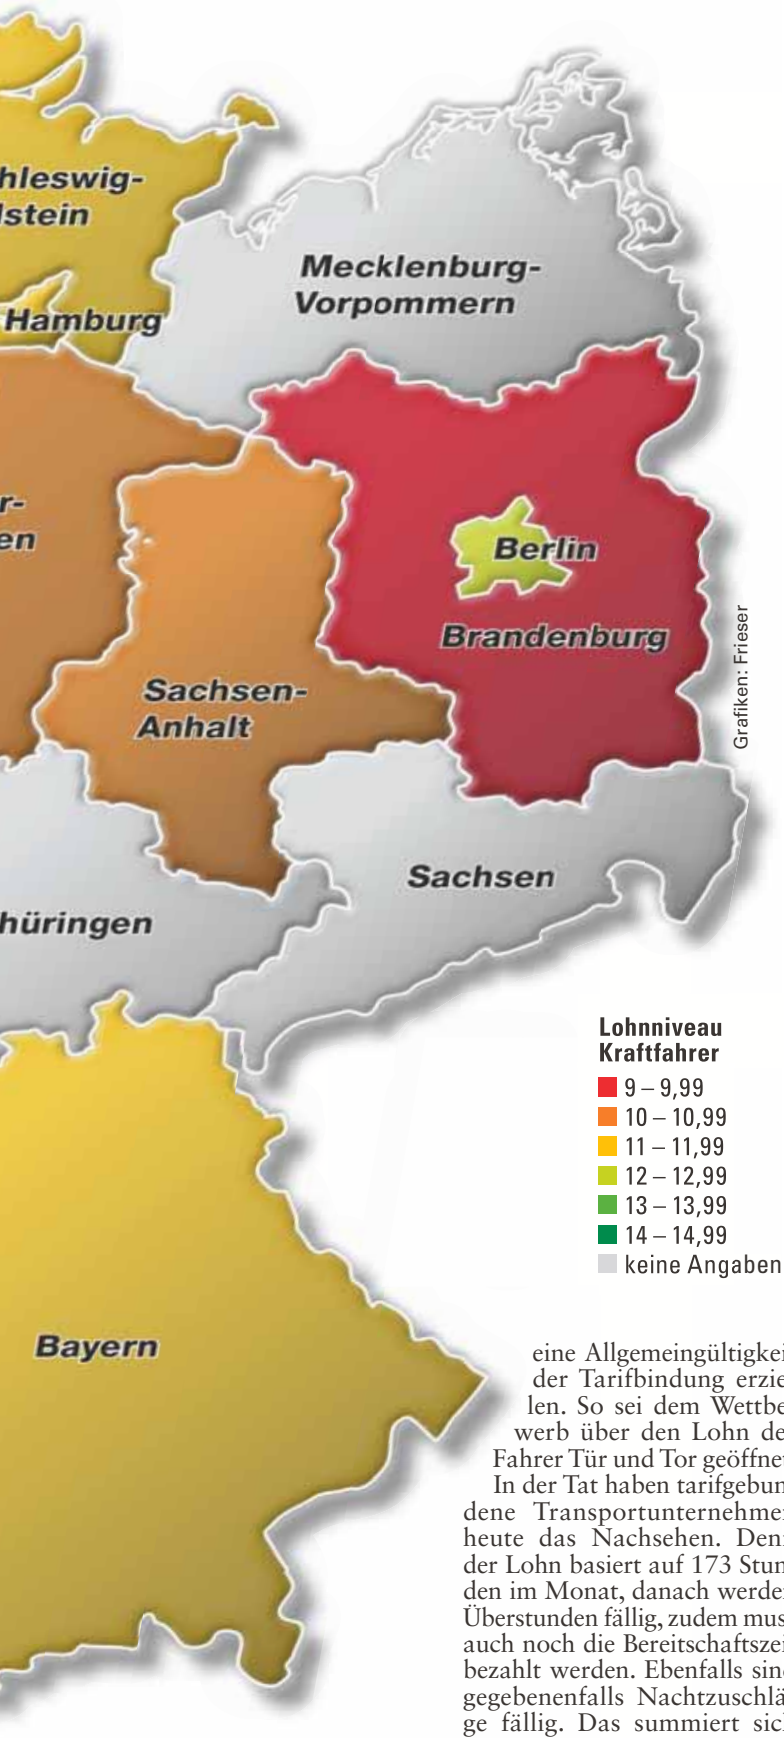 hleswig-
lstein
Hamburg
Mecklenburg-
Vorpommern
r-
en
Berlin
Brandenburg
Sachsen-
Anhalt
Grafiken: Frieser
Sachsen
hüringen
Bayern
Lohnniveau
Kraftfahrer
9 – 9,99
10 – 10,99
11 – 11,99
12 – 12,99
13 – 13,99
14 – 14,99
keine Angaben
eine Allgemeingültigkei
der Tarifbindung erzie
len. So sei dem Wettbe
werb über den Lohn de
Fahrer Tür und Tor geöffne
In der Tat haben tarifgebun
dene Transportunternehme
heute das Nachsehen. Den
der Lohn basiert auf 173 Stun
den im Monat, danach werde
Überstunden fällig, zudem mus
auch noch die Bereitschaftszei
bezahlt werden. Ebenfalls sin
gegebenenfalls Nachtzuschlä
ge fällig. Das summiert sic